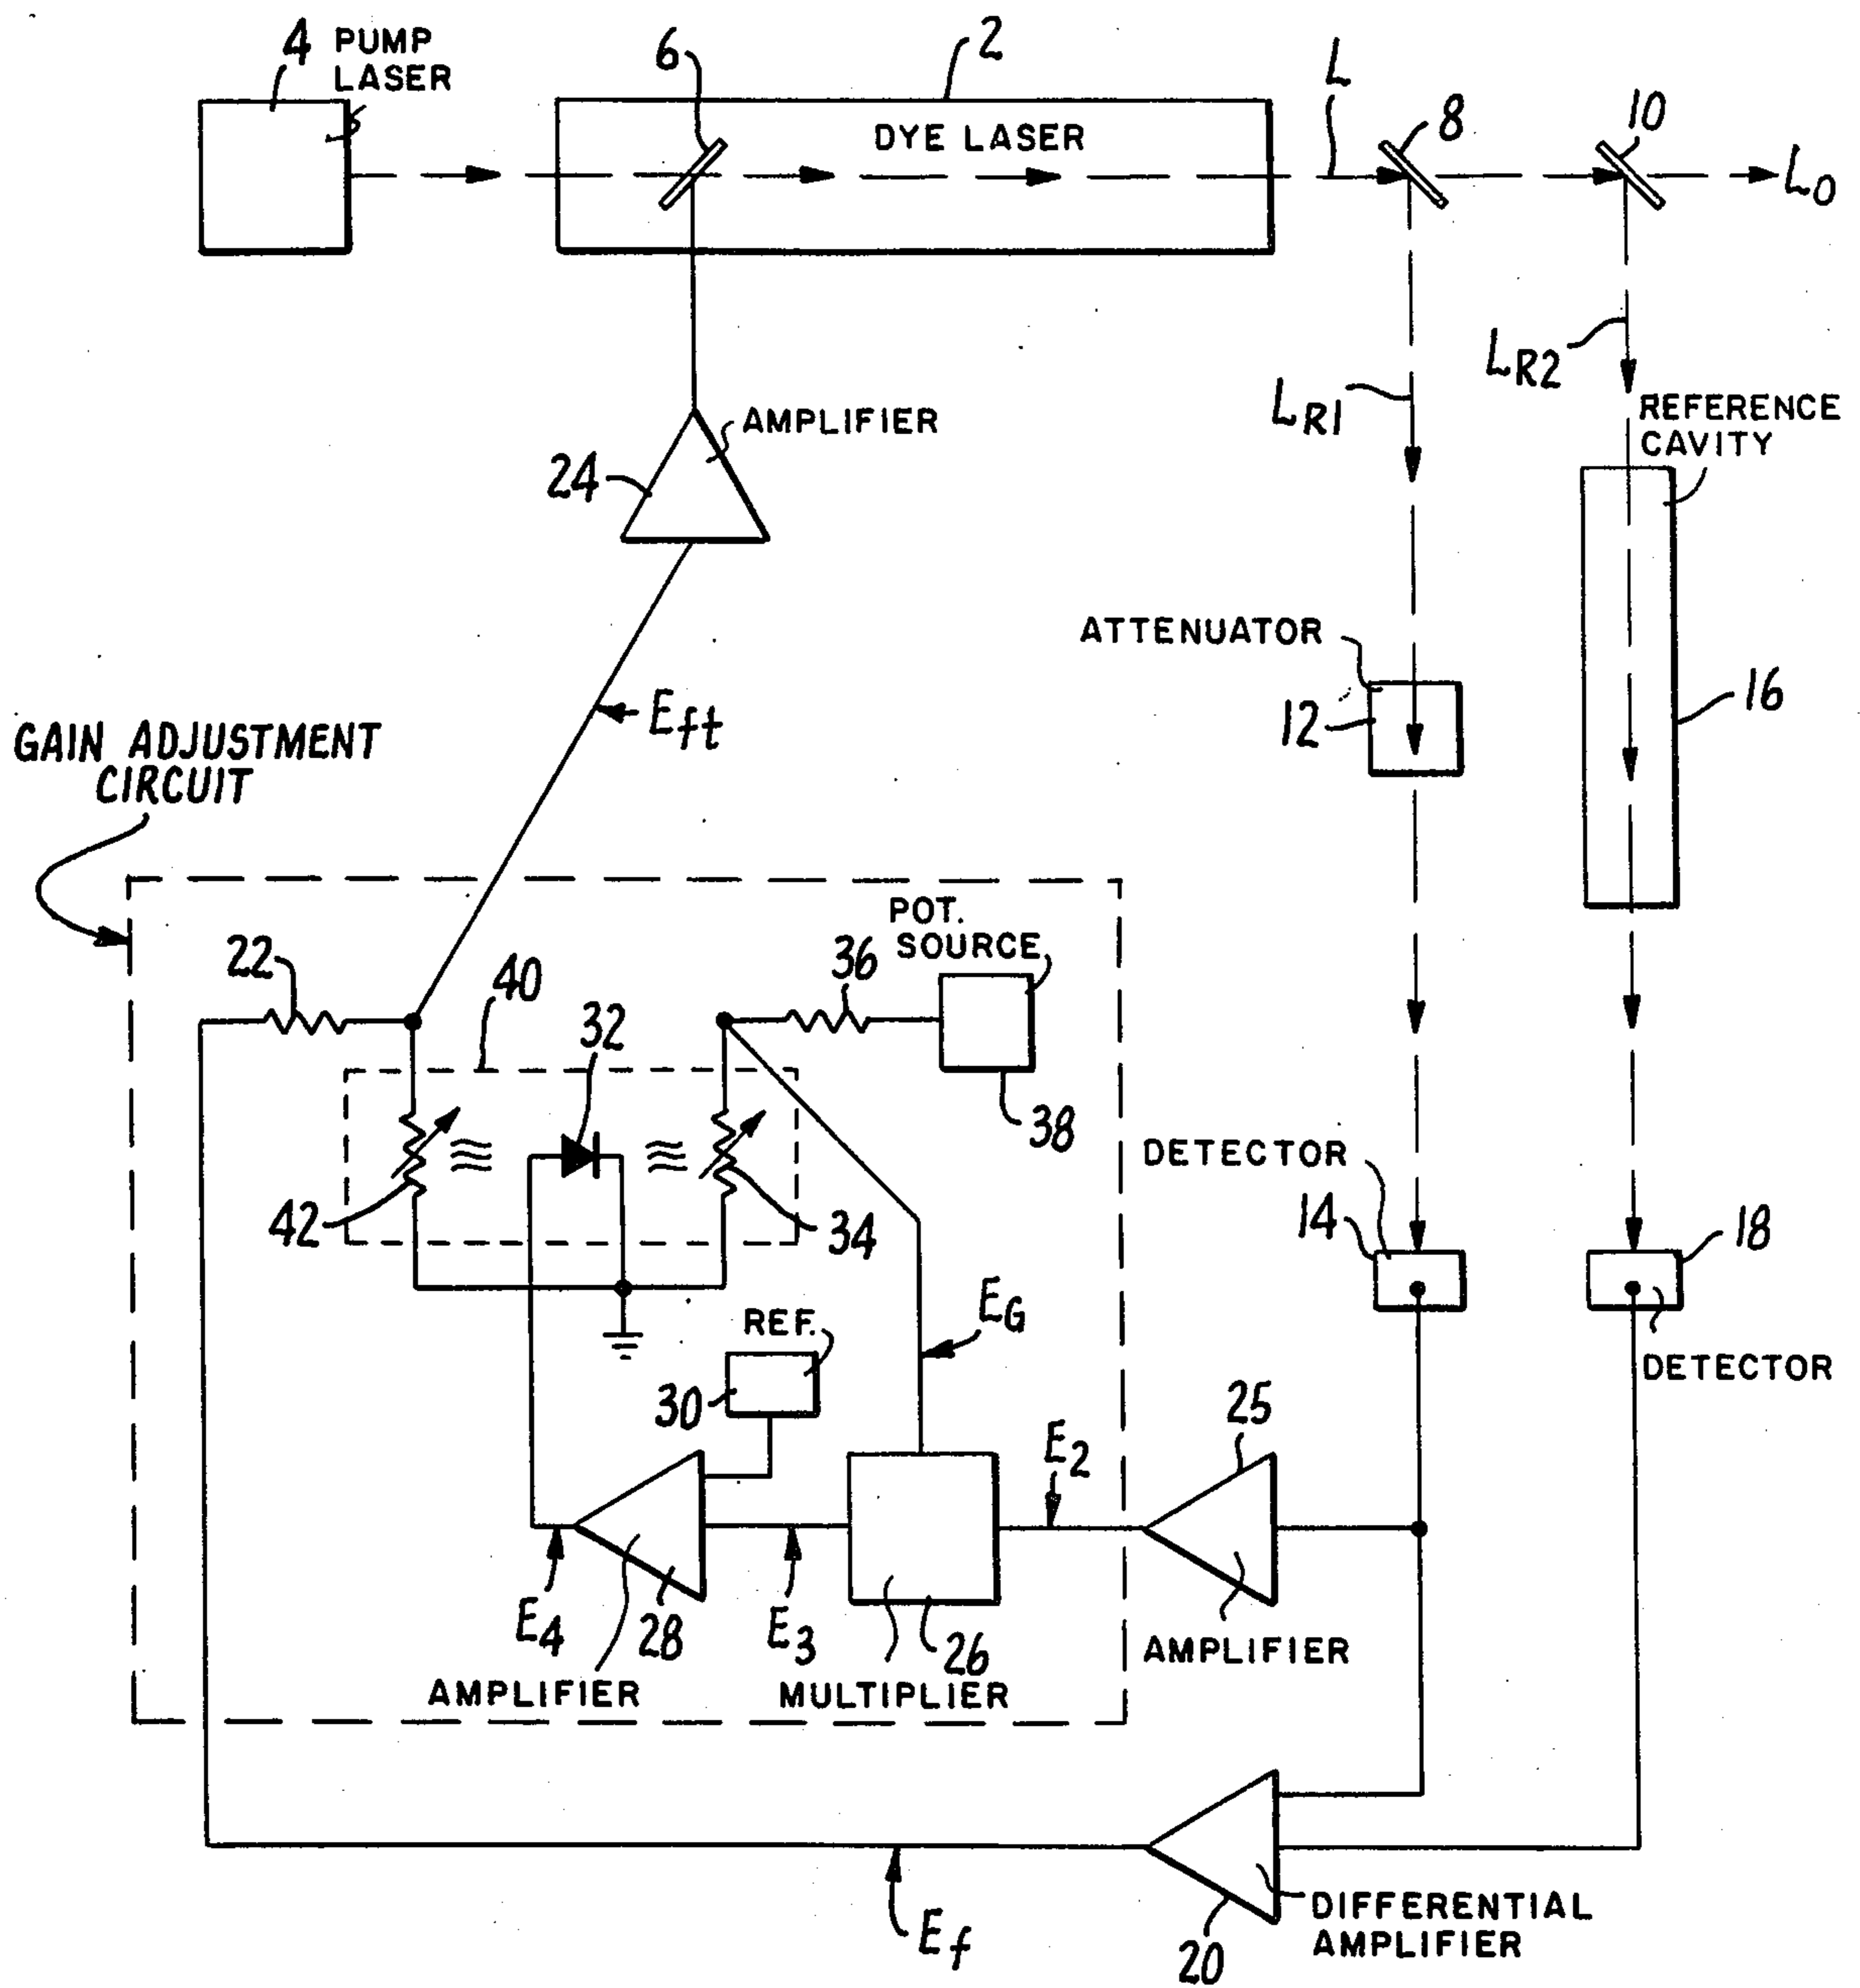 4 PUMP
LASER
6
2
DYE LASER
L
8
10
LO
LR1
LR2
REFERENCE
CAVITY
AMPLIFIER
24
ATTENUATOR
12
16
Eft
GAIN ADJUSTMENT
CIRCUIT
POT.
SOURCE
22
40
36
32
38
42
34
DETECTOR
14
18
DETECTOR
EG
REF.
30
25
E2
E4
28
E3
26
AMPLIFIER
AMPLIFIER
MULTIPLIER
Ef
20
DIFFERENTIAL
AMPLIFIER